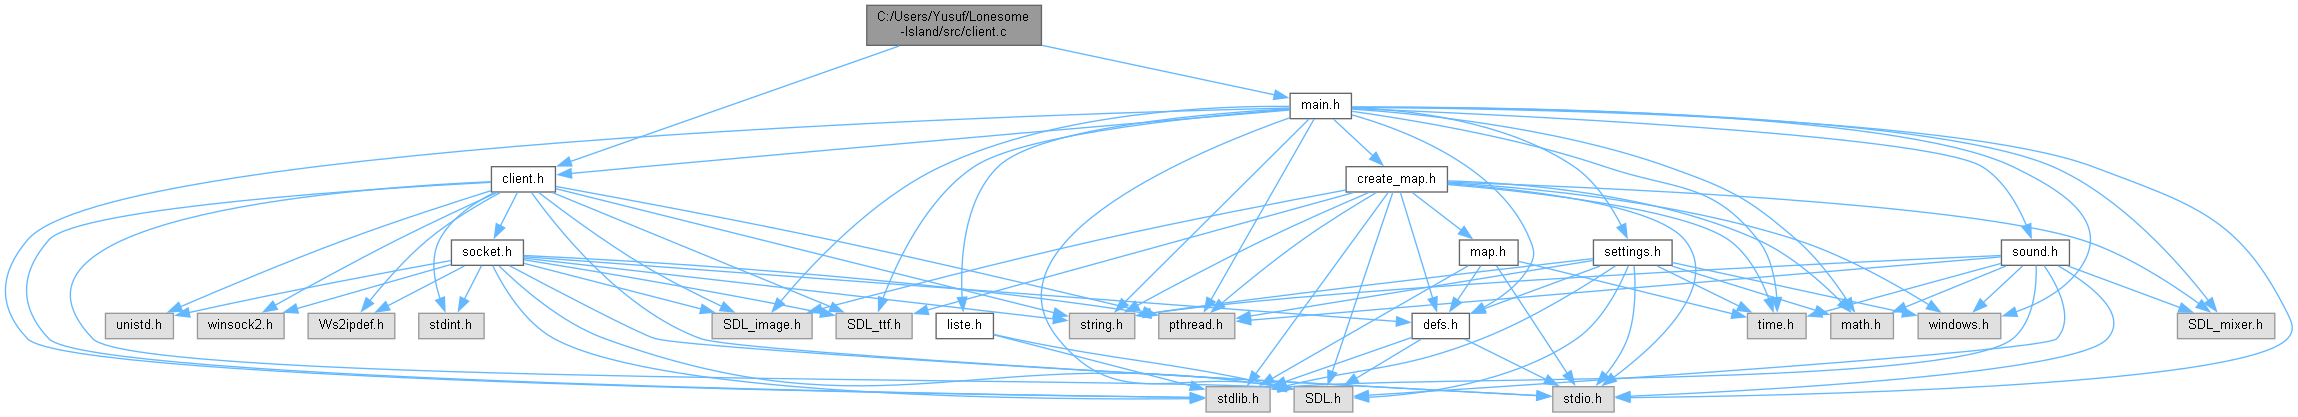 C:/Users/Yusuf/Lonesome
-Island/src/client.c
main.h
client.h
create_map.h
socket.h
map.h
settings.h
sound.h
unistd.h
winsock2.h
Ws2ipdef.h
stdint.h
SDL_image.h
SDL_ttf.h
liste.h
string.h
pthread.h
defs.h
time.h
math.h
windows.h
SDL_mixer.h
stdlib.h
SDL.h
stdio.h